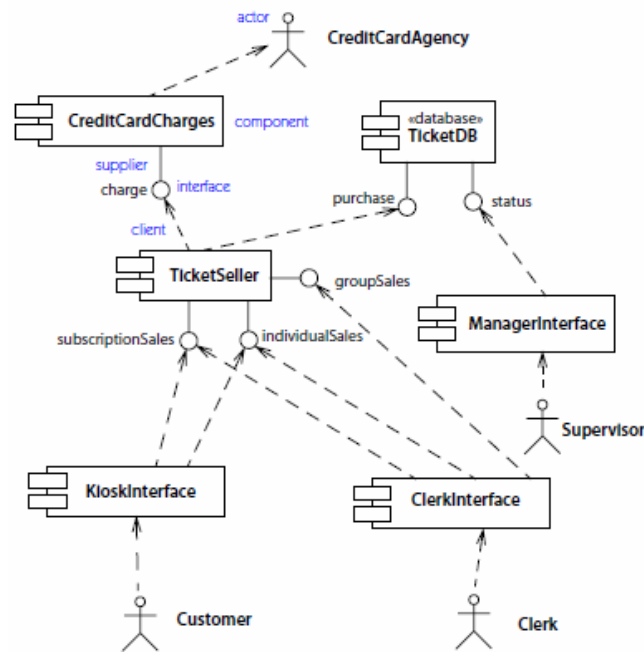 actor
CreditCardAgency
CreditCardCharges
component
«database»
TicketDB
supplier
charge
interface
purchase
status
client
TicketSeller
groupSales
ManagerInterface
subscriptionSales
individualSales
Supervisor
KioskInterface
ClerkInterface
Customer
Clerk